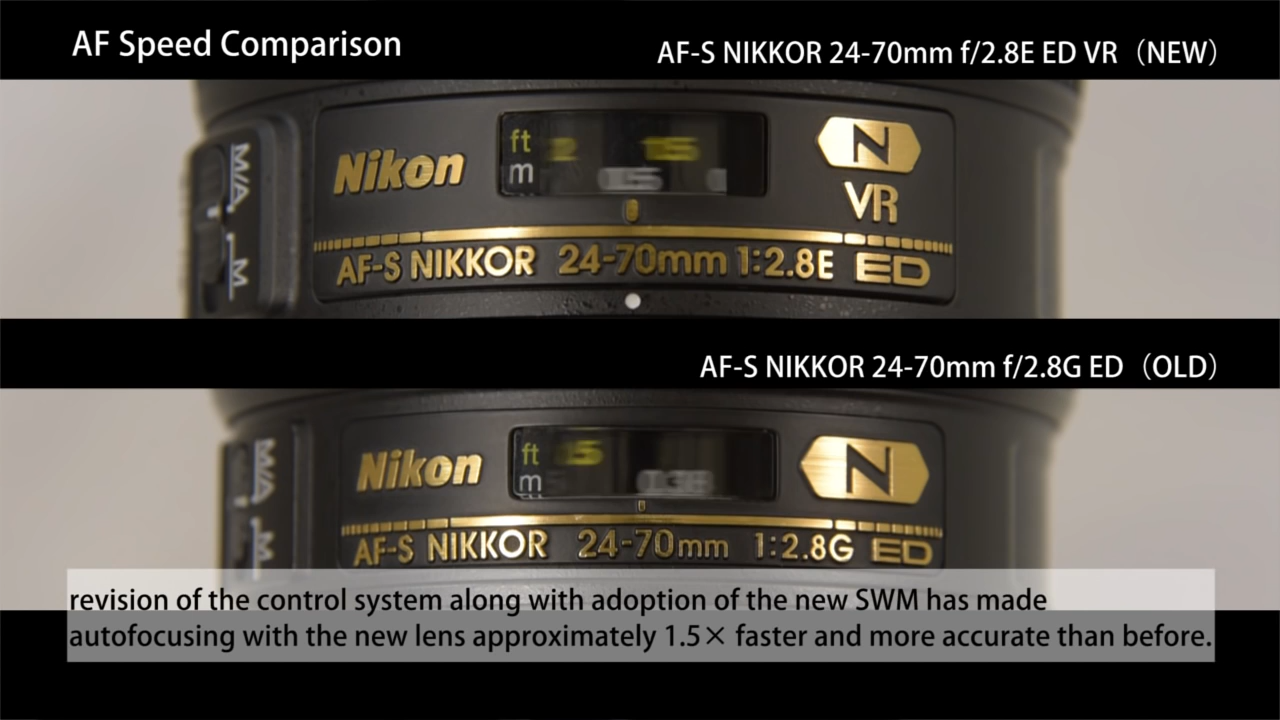 AF Speed Comparison
AF-S NIKKOR 24-70mm f/2.8E ED VR（NEW）
M/A
M
Nikon
ft 2 15
m
N
VR
AF-S NIKKOR 24-70mm 1:2.8E ED
AF-S NIKKOR 24-70mm f/2.8G ED（OLD）
M/A
M
Nikon
ft
m
N
AF-S NIKKOR 24-70mm 1:2.8G ED
revision of the control system along with adoption of the new SWM has made
autofocusing with the new lens approximately 1.5× faster and more accurate than before.